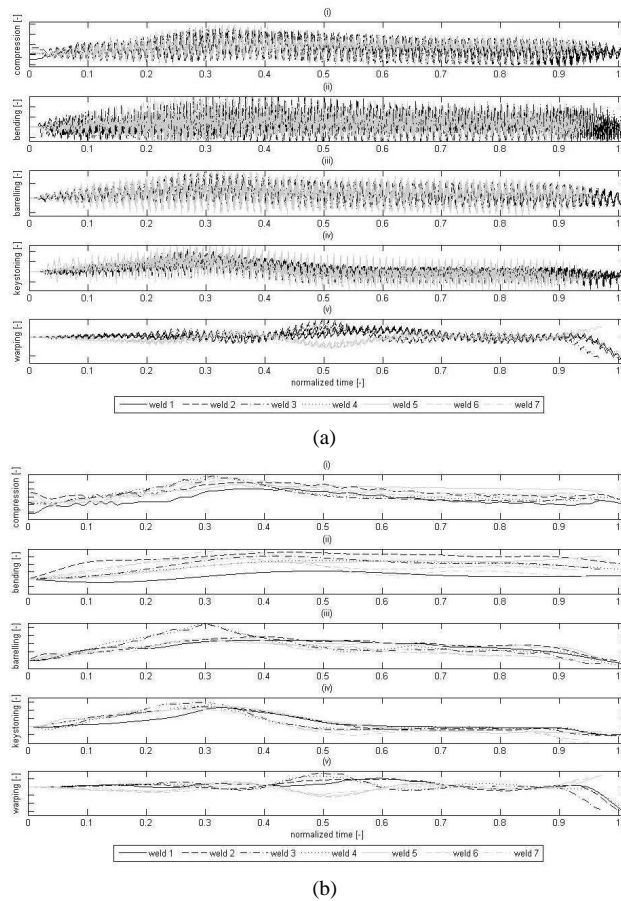 (i)
compression [-]
0 0.1 0.2 0.3 0.4 0.5 0.6 0.7 0.8 0.9 1
(ii)
bending [-]
0 0.1 0.2 0.3 0.4 0.5 0.6 0.7 0.8 0.9 1
(iii)
barrelling [-]
0 0.1 0.2 0.3 0.4 0.5 0.6 0.7 0.8 0.9 1
(iv)
keystoning [-]
0 0.1 0.2 0.3 0.4 0.5 0.6 0.7 0.8 0.9 1
(v)
warping [-]
0 0.1 0.2 0.3 0.4 0.5 0.6 0.7 0.8 0.9 1
normalized time [-]
weld 1 weld 2 weld 3 weld 4 weld 5 weld 6 weld 7
(a)
(i)
compression [-]
0 0.1 0.2 0.3 0.4 0.5 0.6 0.7 0.8 0.9 1
(ii)
bending [-]
0 0.1 0.2 0.3 0.4 0.5 0.6 0.7 0.8 0.9 1
(iii)
barrelling [-]
0 0.1 0.2 0.3 0.4 0.5 0.6 0.7 0.8 0.9 1
(iv)
keystoning [-]
0 0.1 0.2 0.3 0.4 0.5 0.6 0.7 0.8 0.9 1
(v)
warping [-]
0 0.1 0.2 0.3 0.4 0.5 0.6 0.7 0.8 0.9 1
normalized time [-]
weld 1 weld 2 weld 3 weld 4 weld 5 weld 6 weld 7
(b)